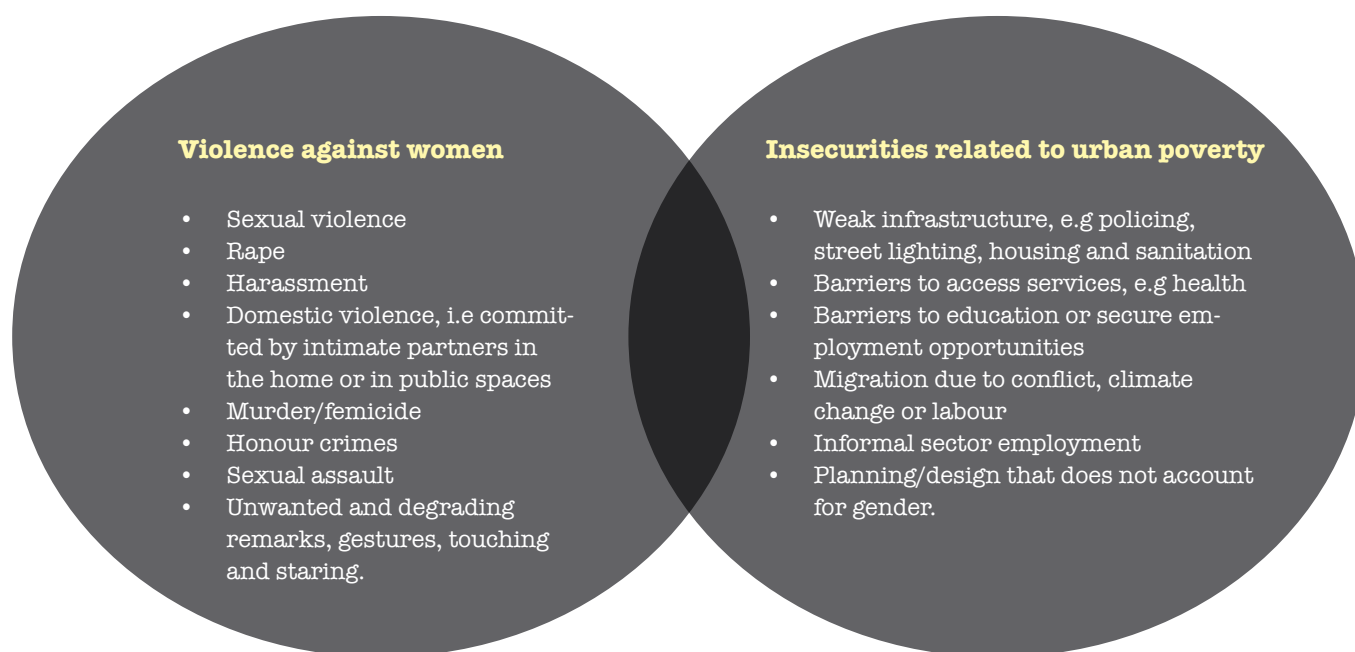 Violence against women
• Sexual violence
• Rape
• Harassment
• Domestic violence, i.e commit-
ted by intimate partners in
the home or in public spaces
• Murder/femicide
• Honour crimes
• Sexual assault
• Unwanted and degrading
remarks, gestures, touching
and staring.
Insecurities related to urban poverty
• Weak infrastructure, e.g policing,
street lighting, housing and sanitation
• Barriers to access services, e.g health
• Barriers to education or secure em-
ployment opportunities
• Migration due to conflict, climate
change or labour
• Informal sector employment
• Planning/design that does not account
for gender.